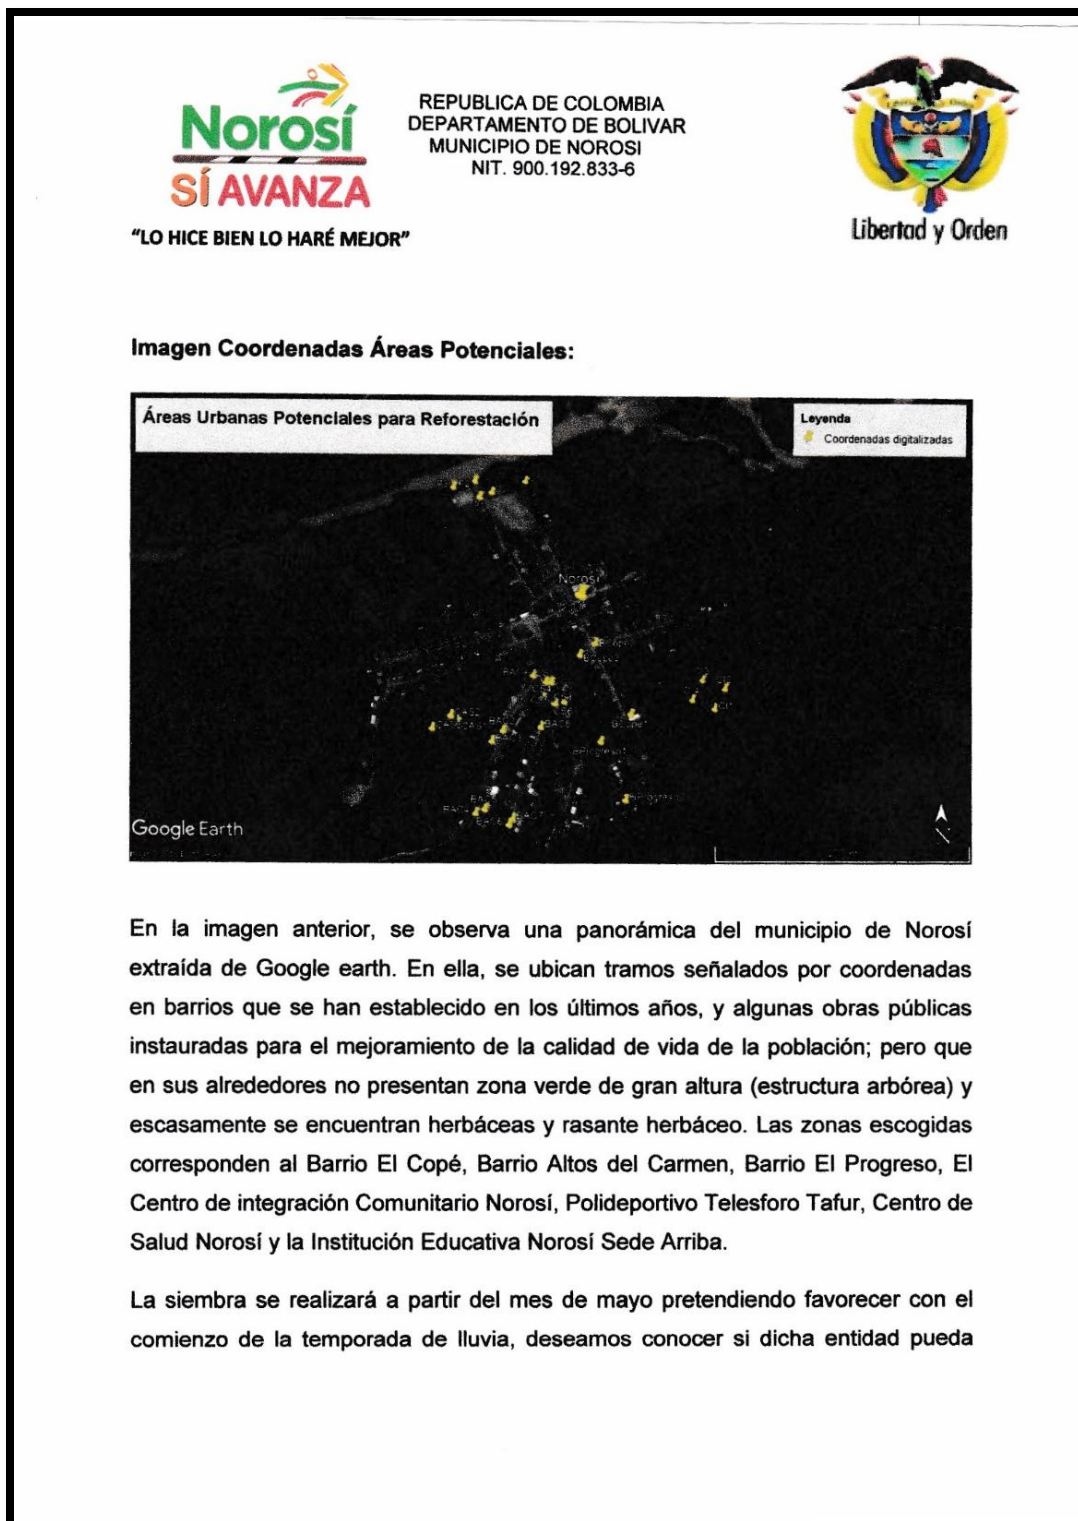 Norosí
SÍ AVANZA
"LO HICE BIEN LO HARÉ MEJOR"
REPUBLICA DE COLOMBIA
DEPARTAMENTO DE BOLIVAR
MUNICIPIO DE NOROSI
NIT. 900.192.833-6
Libertad y Orden
Imagen Coordenadas Áreas Potenciales:
Áreas Urbanas Potenciales para Reforestación
Leyenda
Coordenadas digitalizadas
Norosí
Google Earth
En la imagen anterior, se observa una panorámica del municipio de Norosí
extraída de Google earth. En ella, se ubican tramos señalados por coordenadas
en barrios que se han establecido en los últimos años, y algunas obras públicas
instauradas para el mejoramiento de la calidad de vida de la población; pero que
en sus alrededores no presentan zona verde de gran altura (estructura arbórea) y
escasamente se encuentran herbáceas y rasante herbáceo. Las zonas escogidas
corresponden al Barrio El Copé, Barrio Altos del Carmen, Barrio El Progreso, El
Centro de integración Comunitario Norosí, Polideportivo Telesforo Tafur, Centro de
Salud Norosí y la Institución Educativa Norosí Sede Arriba.
La siembra se realizará a partir del mes de mayo pretendiendo favorecer con el
comienzo de la temporada de lluvia, deseamos conocer si dicha entidad pueda